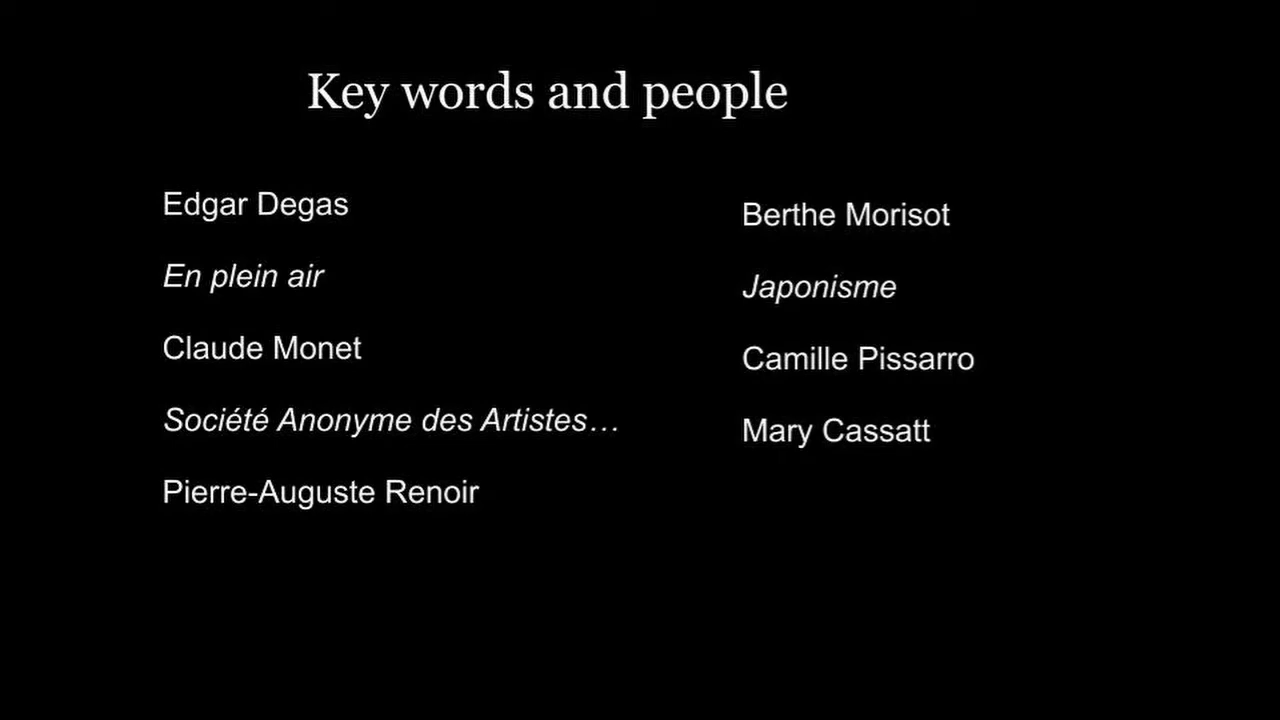 Key words and people
Edgar Degas
En plein air
Claude Monet
Société Anonyme des Artistes…
Pierre-Auguste Renoir
Berthe Morisot
Japonisme
Camille Pissarro
Mary Cassatt